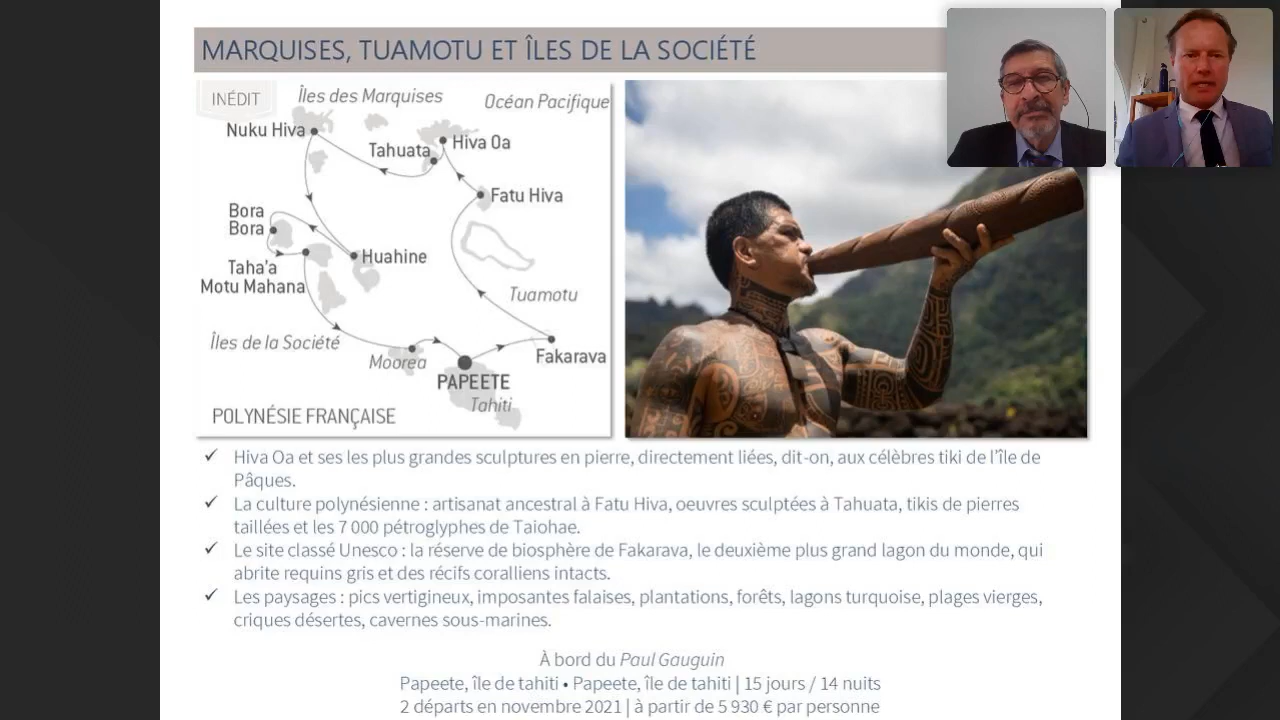 MARQUISES, TUAMOTU ET ÎLES DE LA SOCIÉTÉ
INÉDIT
Îles des Marquises
Océan Pacifique
Nuku Hiva
Hiva Oa
Tahuata
Fatu Hiva
Bora
Bora
Huahine
Taha'a
Motu Mahana
Tuamotu
Îles de la Société
Moorea
Fakarava
PAPEETE
Tahiti
POLYNÉSIE FRANÇAISE
✓ Hiva Oa et ses les plus grandes sculptures en pierre, directement liées, dit-on, aux célèbres tiki de l'île de
Pâques.
✓ La culture polynésienne : artisanat ancestral à Fatu Hiva, oeuvres sculptées à Tahuata, tikis de pierres
taillées et les 7 000 pétroglyphes de Taiohae.
✓ Le site classé Unesco : la réserve de biosphère de Fakarava, le deuxième plus grand lagon du monde, qui
abrite requins gris et des récifs coralliens intacts.
✓ Les paysages : pics vertigineux, imposantes falaises, plantations, forêts, lagons turquoise, plages vierges,
criques désertes, cavernes sous-marines.
À bord du Paul Gauguin
Papeete, île de tahiti • Papeete, île de tahiti | 15 jours / 14 nuits
2 départs en novembre 2021 | à partir de 5 930 € par personne